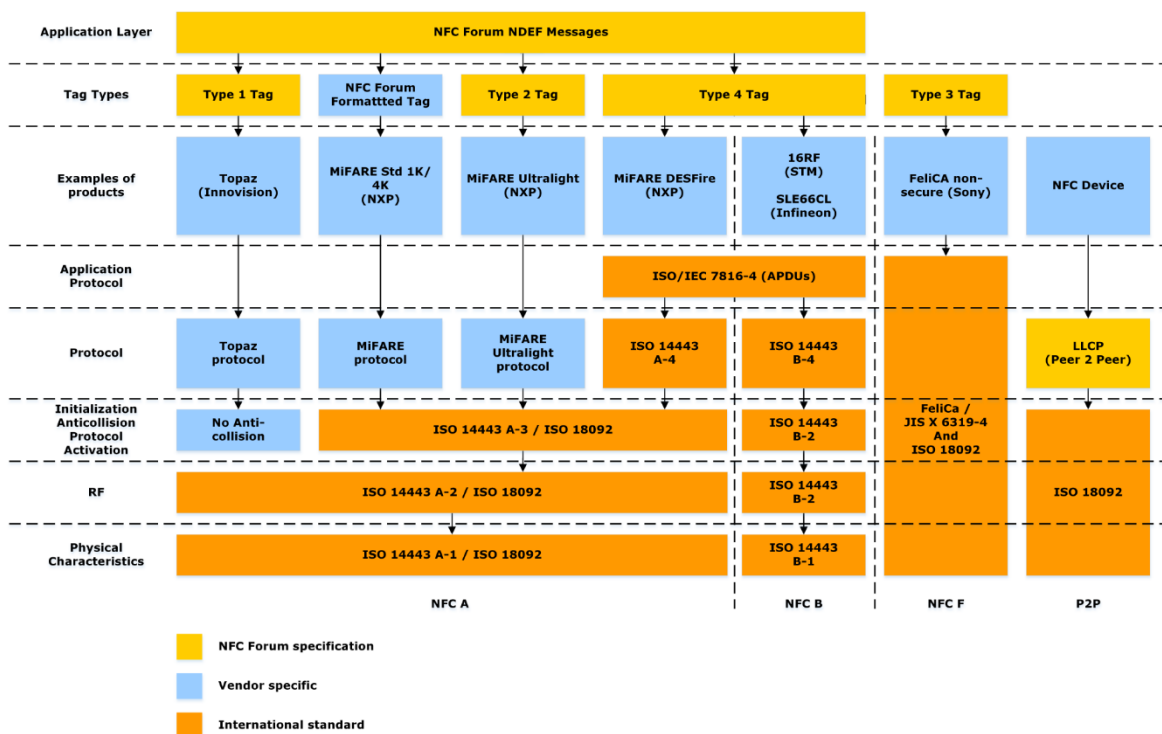 Application Layer
NFC Forum NDEF Messages
Tag Types
Type 1 Tag
NFC Forum
Formattted Tag
Type 2 Tag
Type 4 Tag
Type 3 Tag
Examples of
products
Topaz
(Innovision)
MiFARE Std 1K/
4K
(NXP)
MiFARE Ultralight
(NXP)
MiFARE DESFire
(NXP)
16RF
(STM)
SLE66CL
(Infineon)
FeliCA non-
secure (Sony)
NFC Device
Application
Protocol
ISO/IEC 7816-4 (APDUs)
Protocol
Topaz
protocol
MiFARE
protocol
MiFARE
Ultralight
protocol
ISO 14443
A-4
ISO 14443
B-4
LLCP
(Peer 2 Peer)
Initialization
Anticollision
Protocol
Activation
No Anti-
collision
ISO 14443 A-3 / ISO 18092
ISO 14443
B-2
FeliCa /
JIS X 6319-4
And
ISO 18092
RF
ISO 14443 A-2 / ISO 18092
ISO 14443
B-2
ISO 18092
Physical
Characteristics
ISO 14443 A-1 / ISO 18092
ISO 14443
B-1
NFC A
NFC B
NFC F
P2P
NFC Forum specification
Vendor specific
International standard